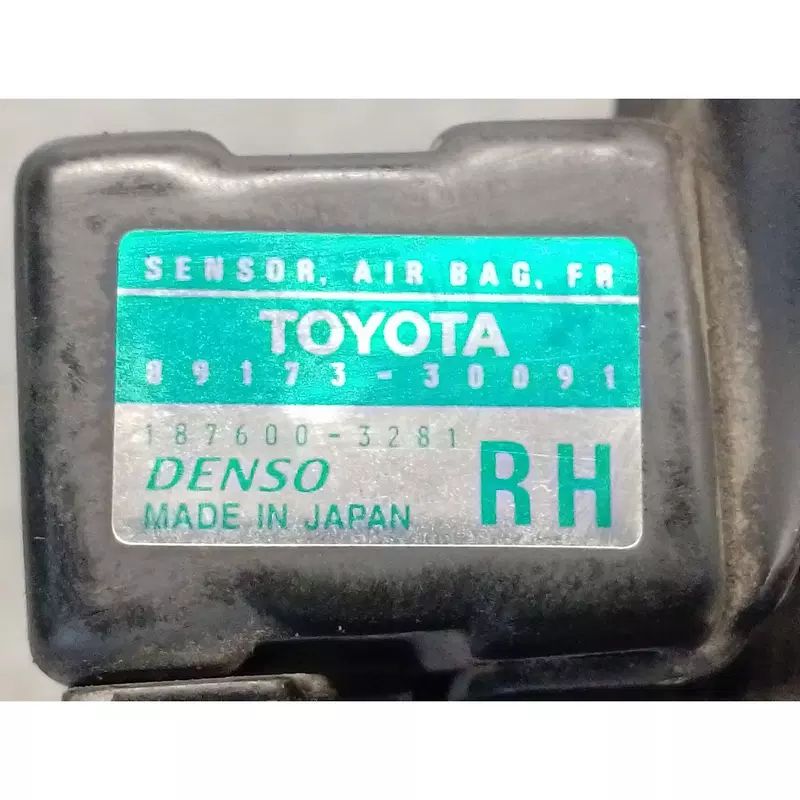 SENSOR, AIR BAG, FR
TOYOTA
89173-30091
187600-3281
DENSO
MADE IN JAPAN
RH